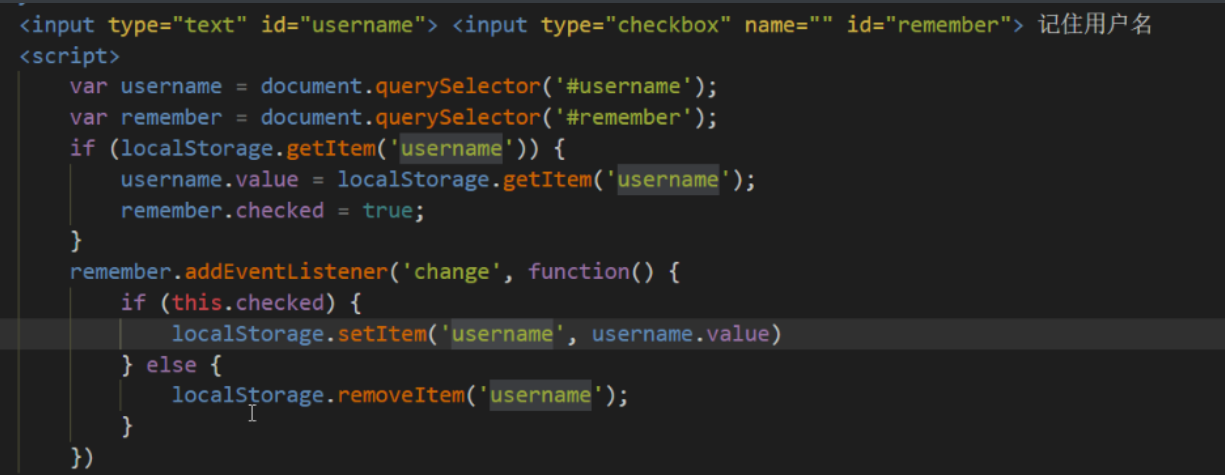 <input type="text" id="username"> <input type="checkbox" name="" id="remember"> 记住用户名
<script>
var username = document.querySelector('#username');
var remember = document.querySelector('#remember');
if (localStorage.getItem('username')) {
username.value = localStorage.getItem('username');
remember.checked = true;
}
remember.addEventListener('change', function() {
if (this.checked) {
localStorage.setItem('username', username.value)
} else {
localStorage.removeItem('username');
}
})